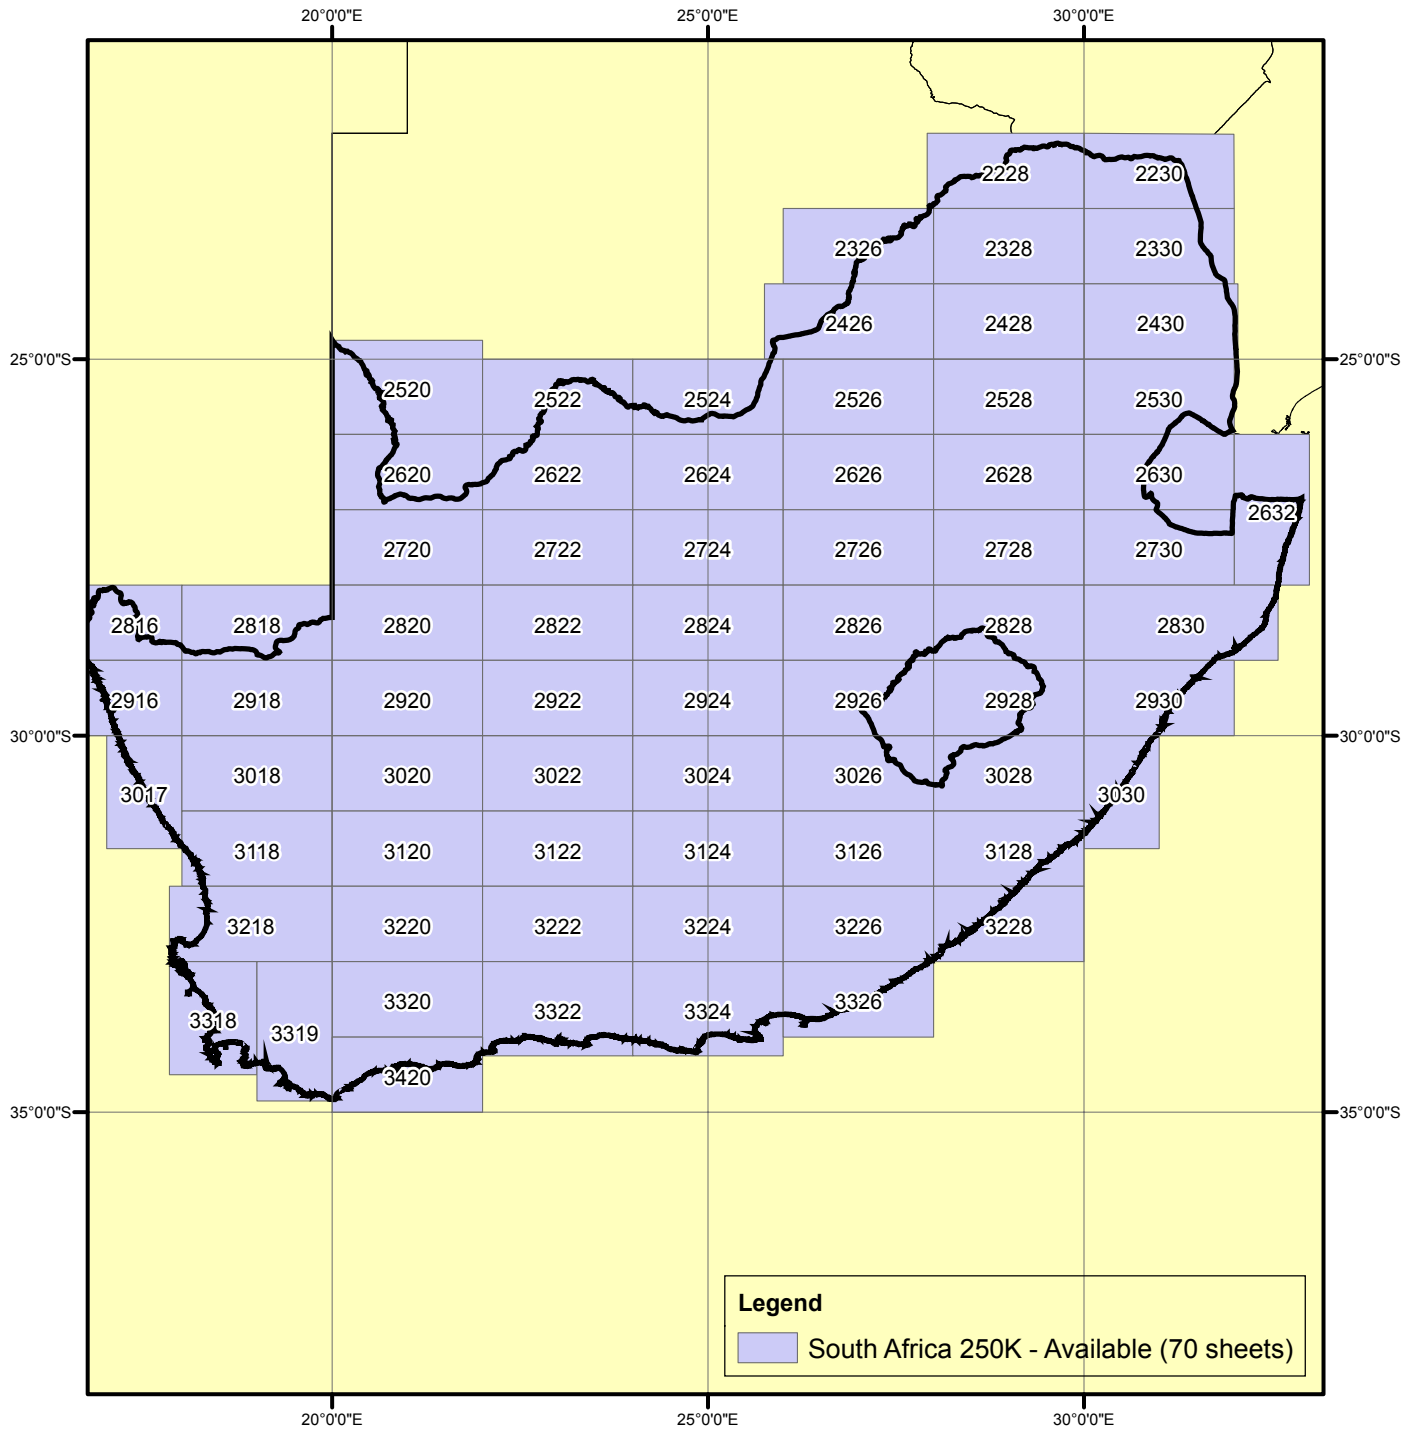 20°0'0"E 25°0'0"E 30°0'0"E
2228 2230
2326 2328 2330
2426 2428 2430
25°0'0"S 25°0'0"S
2520 2522 2524 2526 2528 2530
2620 2622 2624 2626 2628 2630
2632
2720 2722 2724 2726 2728 2730
2816 2818 2820 2822 2824 2826 2828 2830
2916 2918 2920 2922 2924 2926 2928 2930
30°0'0"S 30°0'0"S
3018 3020 3022 3024 3026 3028
3017 3030
3118 3120 3122 3124 3126 3128
3218 3220 3222 3224 3226 3228
3320 3322 3324 3326
3318 3319
3420
35°0'0"S 35°0'0"S
Legend
South Africa 250K - Available (70 sheets)
20°0'0"E 25°0'0"E 30°0'0"E